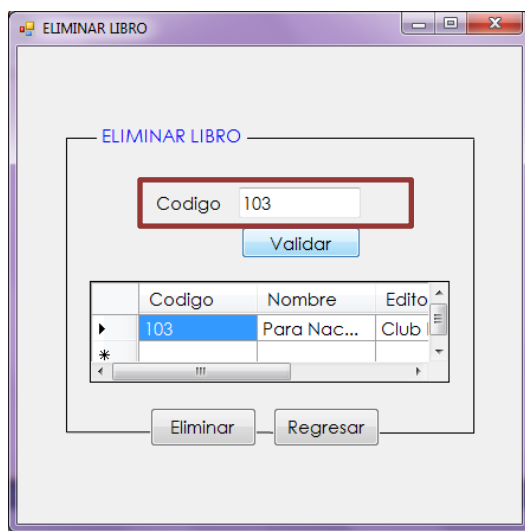 ELIMINAR LIBRO
ELIMINAR LIBRO
Codigo 103
Validar
Codigo Nombre Edito
103 Para Nac... Club
Eliminar Regresar